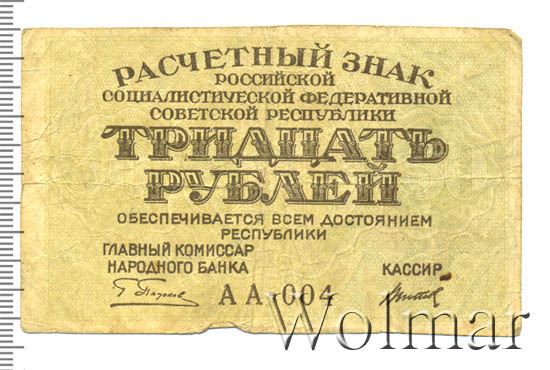 РАСЧЕТНЫЙ ЗНАК
РОССИЙСКОЙ
СОЦИАЛИСТИЧЕСКОЙ ФЕДЕРАТИВНОЙ
СОВЕТСКОЙ РЕСПУБЛИКИ
ТРИДЦАТЬ
РУБЛЕЙ
ОБЕСПЕЧИВАЕТСЯ ВСЕМ ДОСТОЯНИЕМ
РЕСПУБЛИКИ
ГЛАВНЫЙ КОМИССАР
НАРОДНОГО БАНКА
КАССИР
АА-004
Wolmar